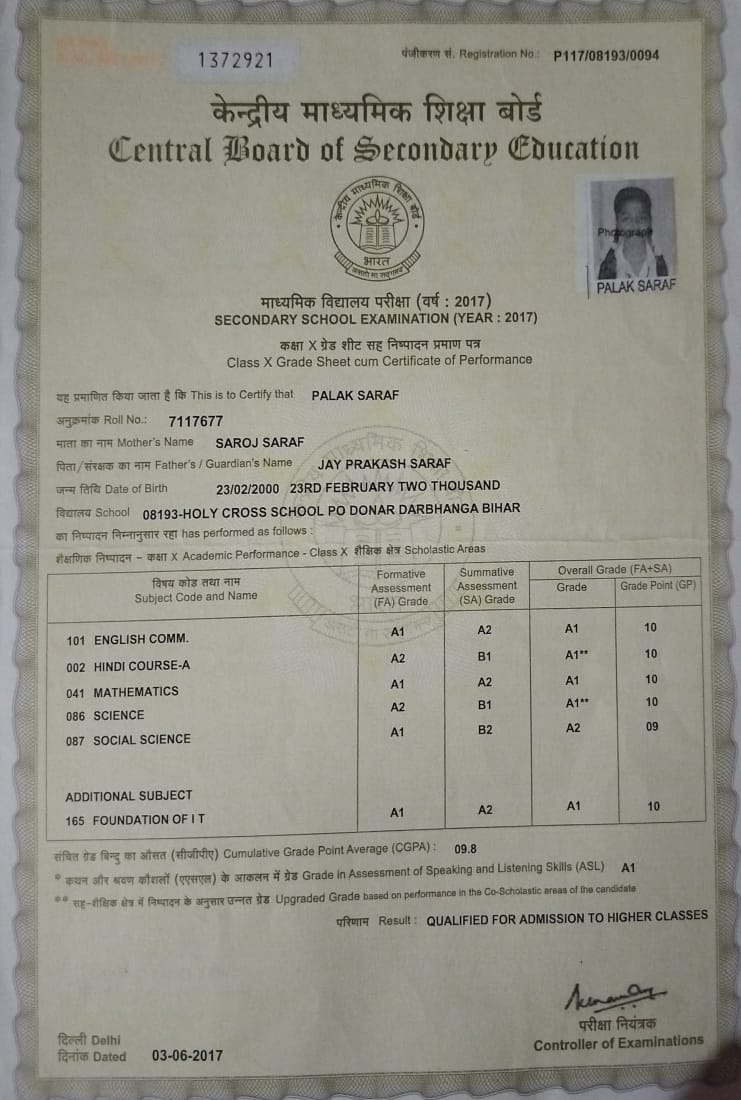 1372921
पंजीकरण सं. Registration No.: P117/08193/0094
केन्द्रीय माध्यमिक शिक्षा बोर्ड
Central Board of Secondary Education
केन्द्रीय माध्यमिक शिक्षा बोर्ड
भारत
असतो मा सद्गमय
Photograph
PALAK SARAF
माध्यमिक विद्यालय परीक्षा (वर्ष : 2017)
SECONDARY SCHOOL EXAMINATION (YEAR : 2017)
कक्षा X ग्रेड शीट सह निष्पादन प्रमाण पत्र
Class X Grade Sheet cum Certificate of Performance
यह प्रमाणित किया जाता है कि This is to Certify that PALAK SARAF
अनुक्रमांक Roll No.: 7117677
माता का नाम Mother's Name SAROJ SARAF
पिता/संरक्षक का नाम Father's / Guardian's Name JAY PRAKASH SARAF
जन्म तिथि Date of Birth 23/02/2000 23RD FEBRUARY TWO THOUSAND
विद्यालय School 08193-HOLY CROSS SCHOOL PO DONAR DARBHANGA BIHAR
का निष्पादन निम्नानुसार रहा has performed as follows :
शैक्षणिक निष्पादन – कक्षा X Academic Performance - Class X शैक्षिक क्षेत्र Scholastic Areas
विषय कोड तथा नाम Subject Code and Name Formative Assessment (FA) Grade Summative Assessment (SA) Grade Overall Grade (FA+SA) Grade Grade Point (GP)
101 ENGLISH COMM. A1 A2 A1 10
002 HINDI COURSE-A A2 B1 A1** 10
041 MATHEMATICS A1 A2 A1 10
086 SCIENCE A2 B1 A1** 10
087 SOCIAL SCIENCE A1 B2 A2 09
ADDITIONAL SUBJECT
165 FOUNDATION OF I T A1 A2 A1 10
संचित ग्रेड बिन्दु का औसत (सीजीपीए) Cumulative Grade Point Average (CGPA) : 09.8
* कथन और श्रवण कौशलों (एएसएल) के आकलन में ग्रेड Grade in Assessment of Speaking and Listening Skills (ASL) A1
** सह-शैक्षिक क्षेत्र में निष्पादन के अनुसार उन्नत ग्रेड Upgraded Grade based on performance in the Co-Scholastic areas of the candidate
परिणाम Result : QUALIFIED FOR ADMISSION TO HIGHER CLASSES
परीक्षा नियंत्रक
Controller of Examinations
दिल्ली Delhi
दिनांक Dated 03-06-2017